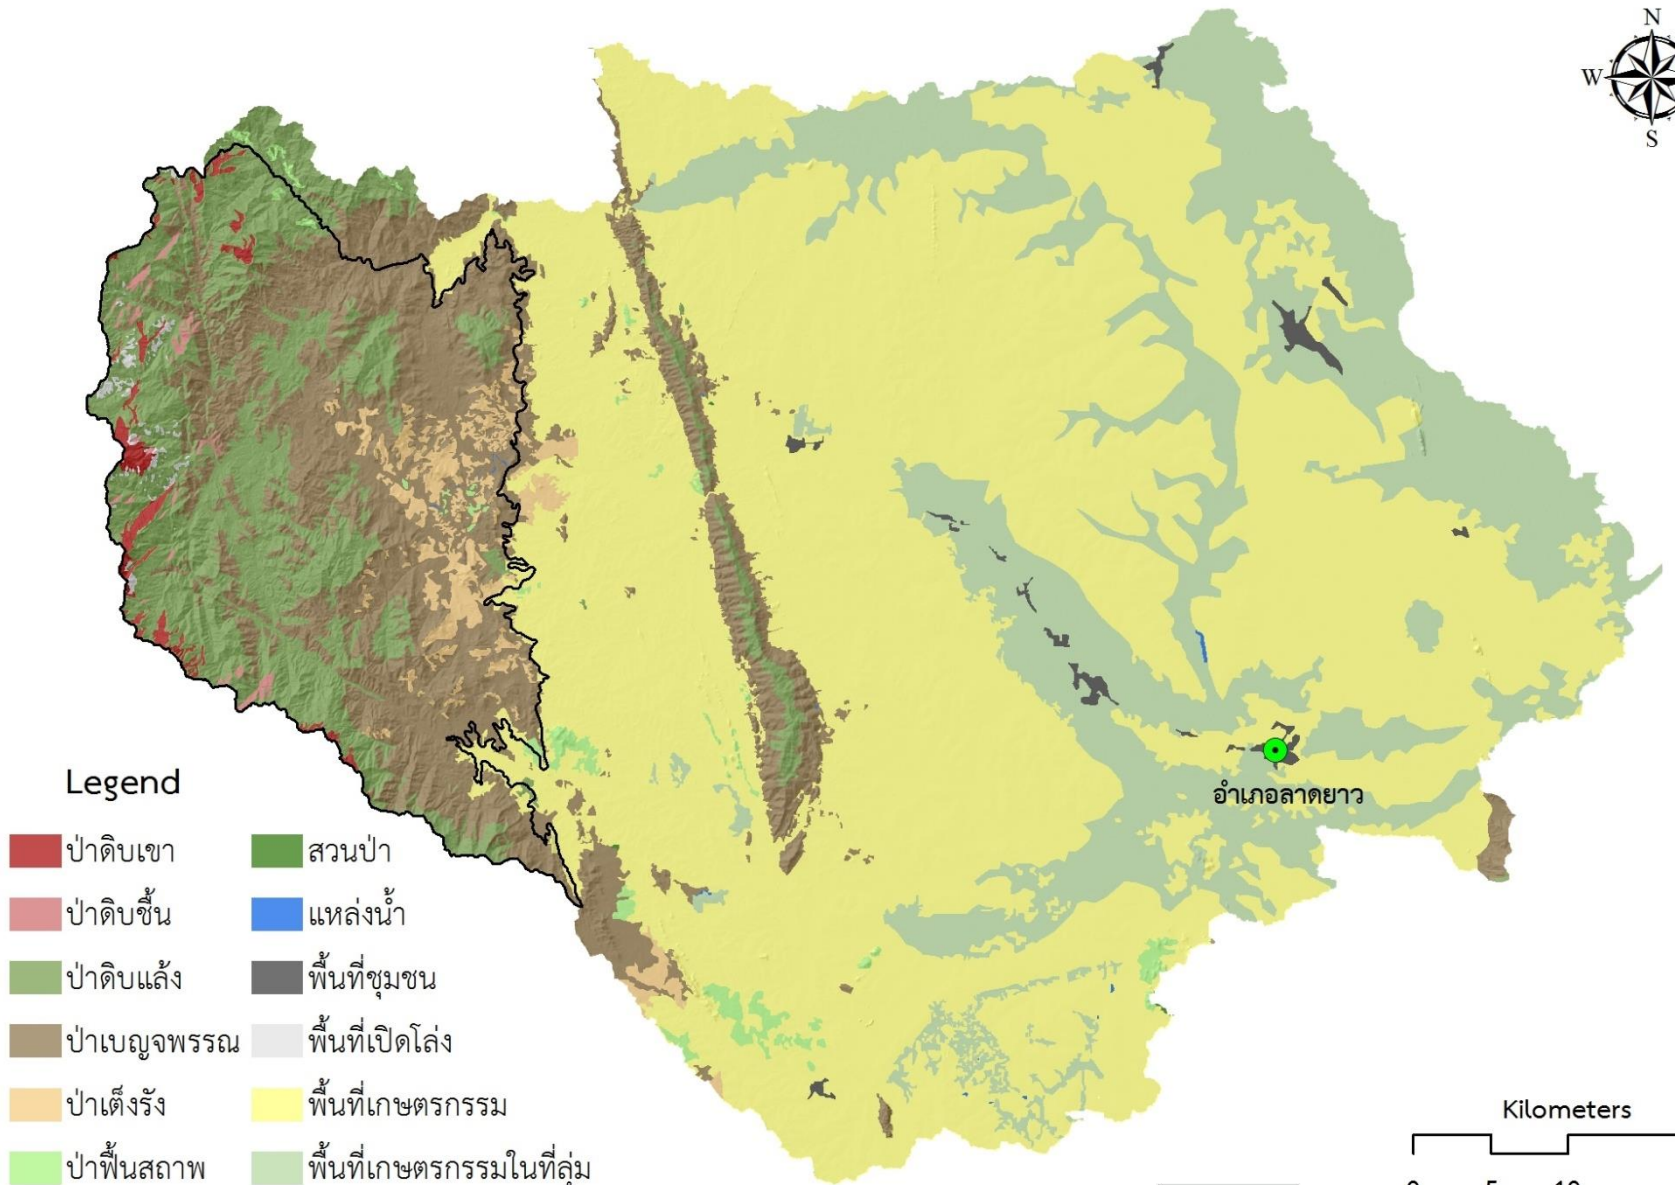 N
W
S
อำเภอลาดยาว
Legend
ป่าดิบเขา
สวนป่า
ป่าดิบชื้น
แหล่งน้ำ
ป่าดิบแล้ง
พื้นที่ชุมชน
ป่าเบญจพรรณ
พื้นที่เปิดโล่ง
ป่าเต็งรัง
พื้นที่เกษตรกรรม
ป่าฟื้นสภาพ
พื้นที่เกษตรกรรมในที่ลุ่ม
Kilometers
0 5 10